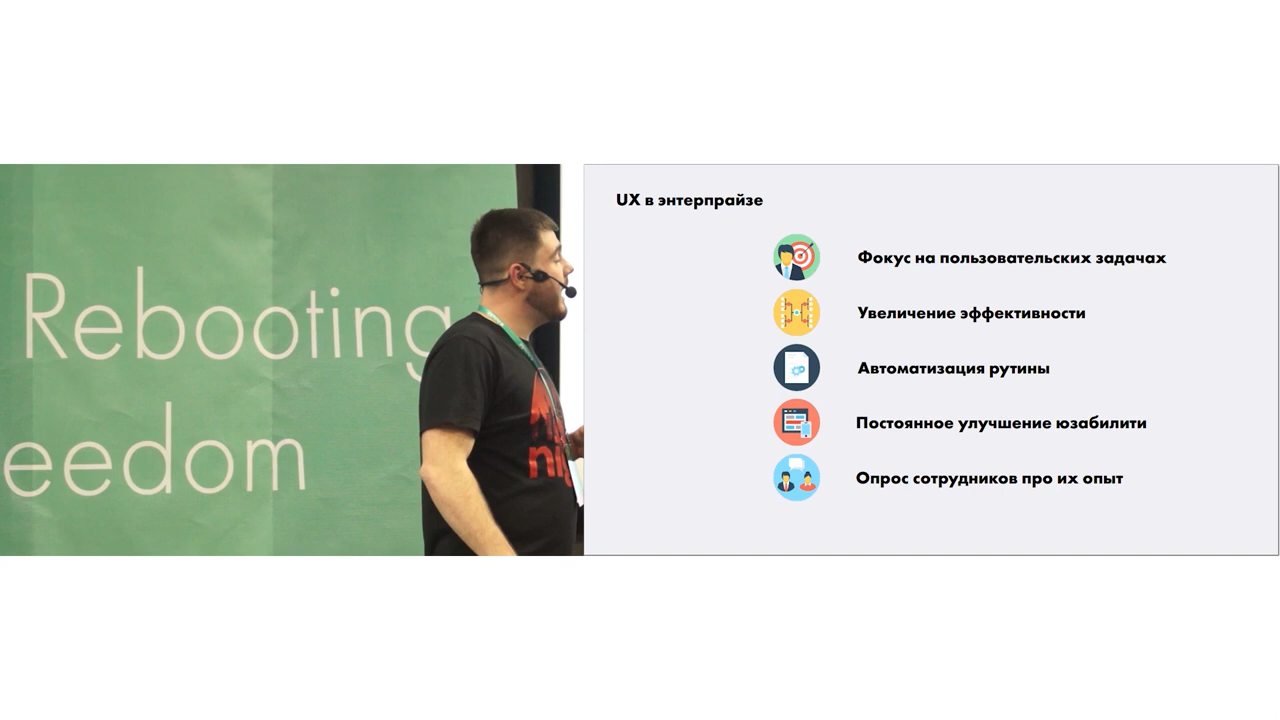 Rebooting
eedom
UX в энтерпрайзе
Фокус на пользовательских задачах
Увеличение эффективности
Автоматизация рутины
Постоянное улучшение юзабилити
Опрос сотрудников про их опыт